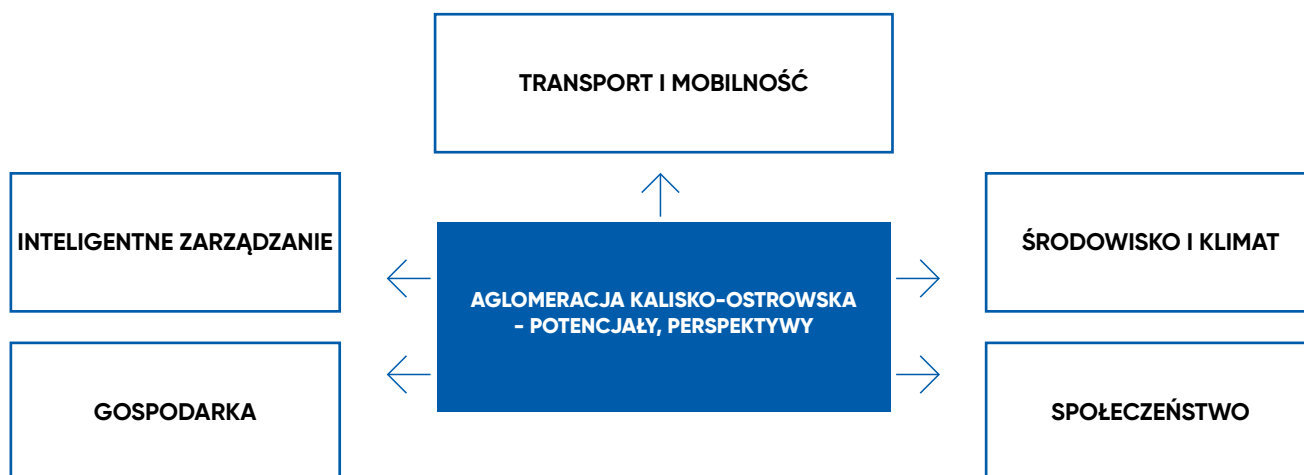 TRANSPORT I MOBILNOŚĆ
INTELIGENTNE ZARZĄDZANIE
ŚRODOWISKO I KLIMAT
AGLOMERACJA KALISKO-OSTROWSKA
- POTENCJAŁY, PERSPEKTYWY
GOSPODARKA
SPOŁECZEŃSTWO